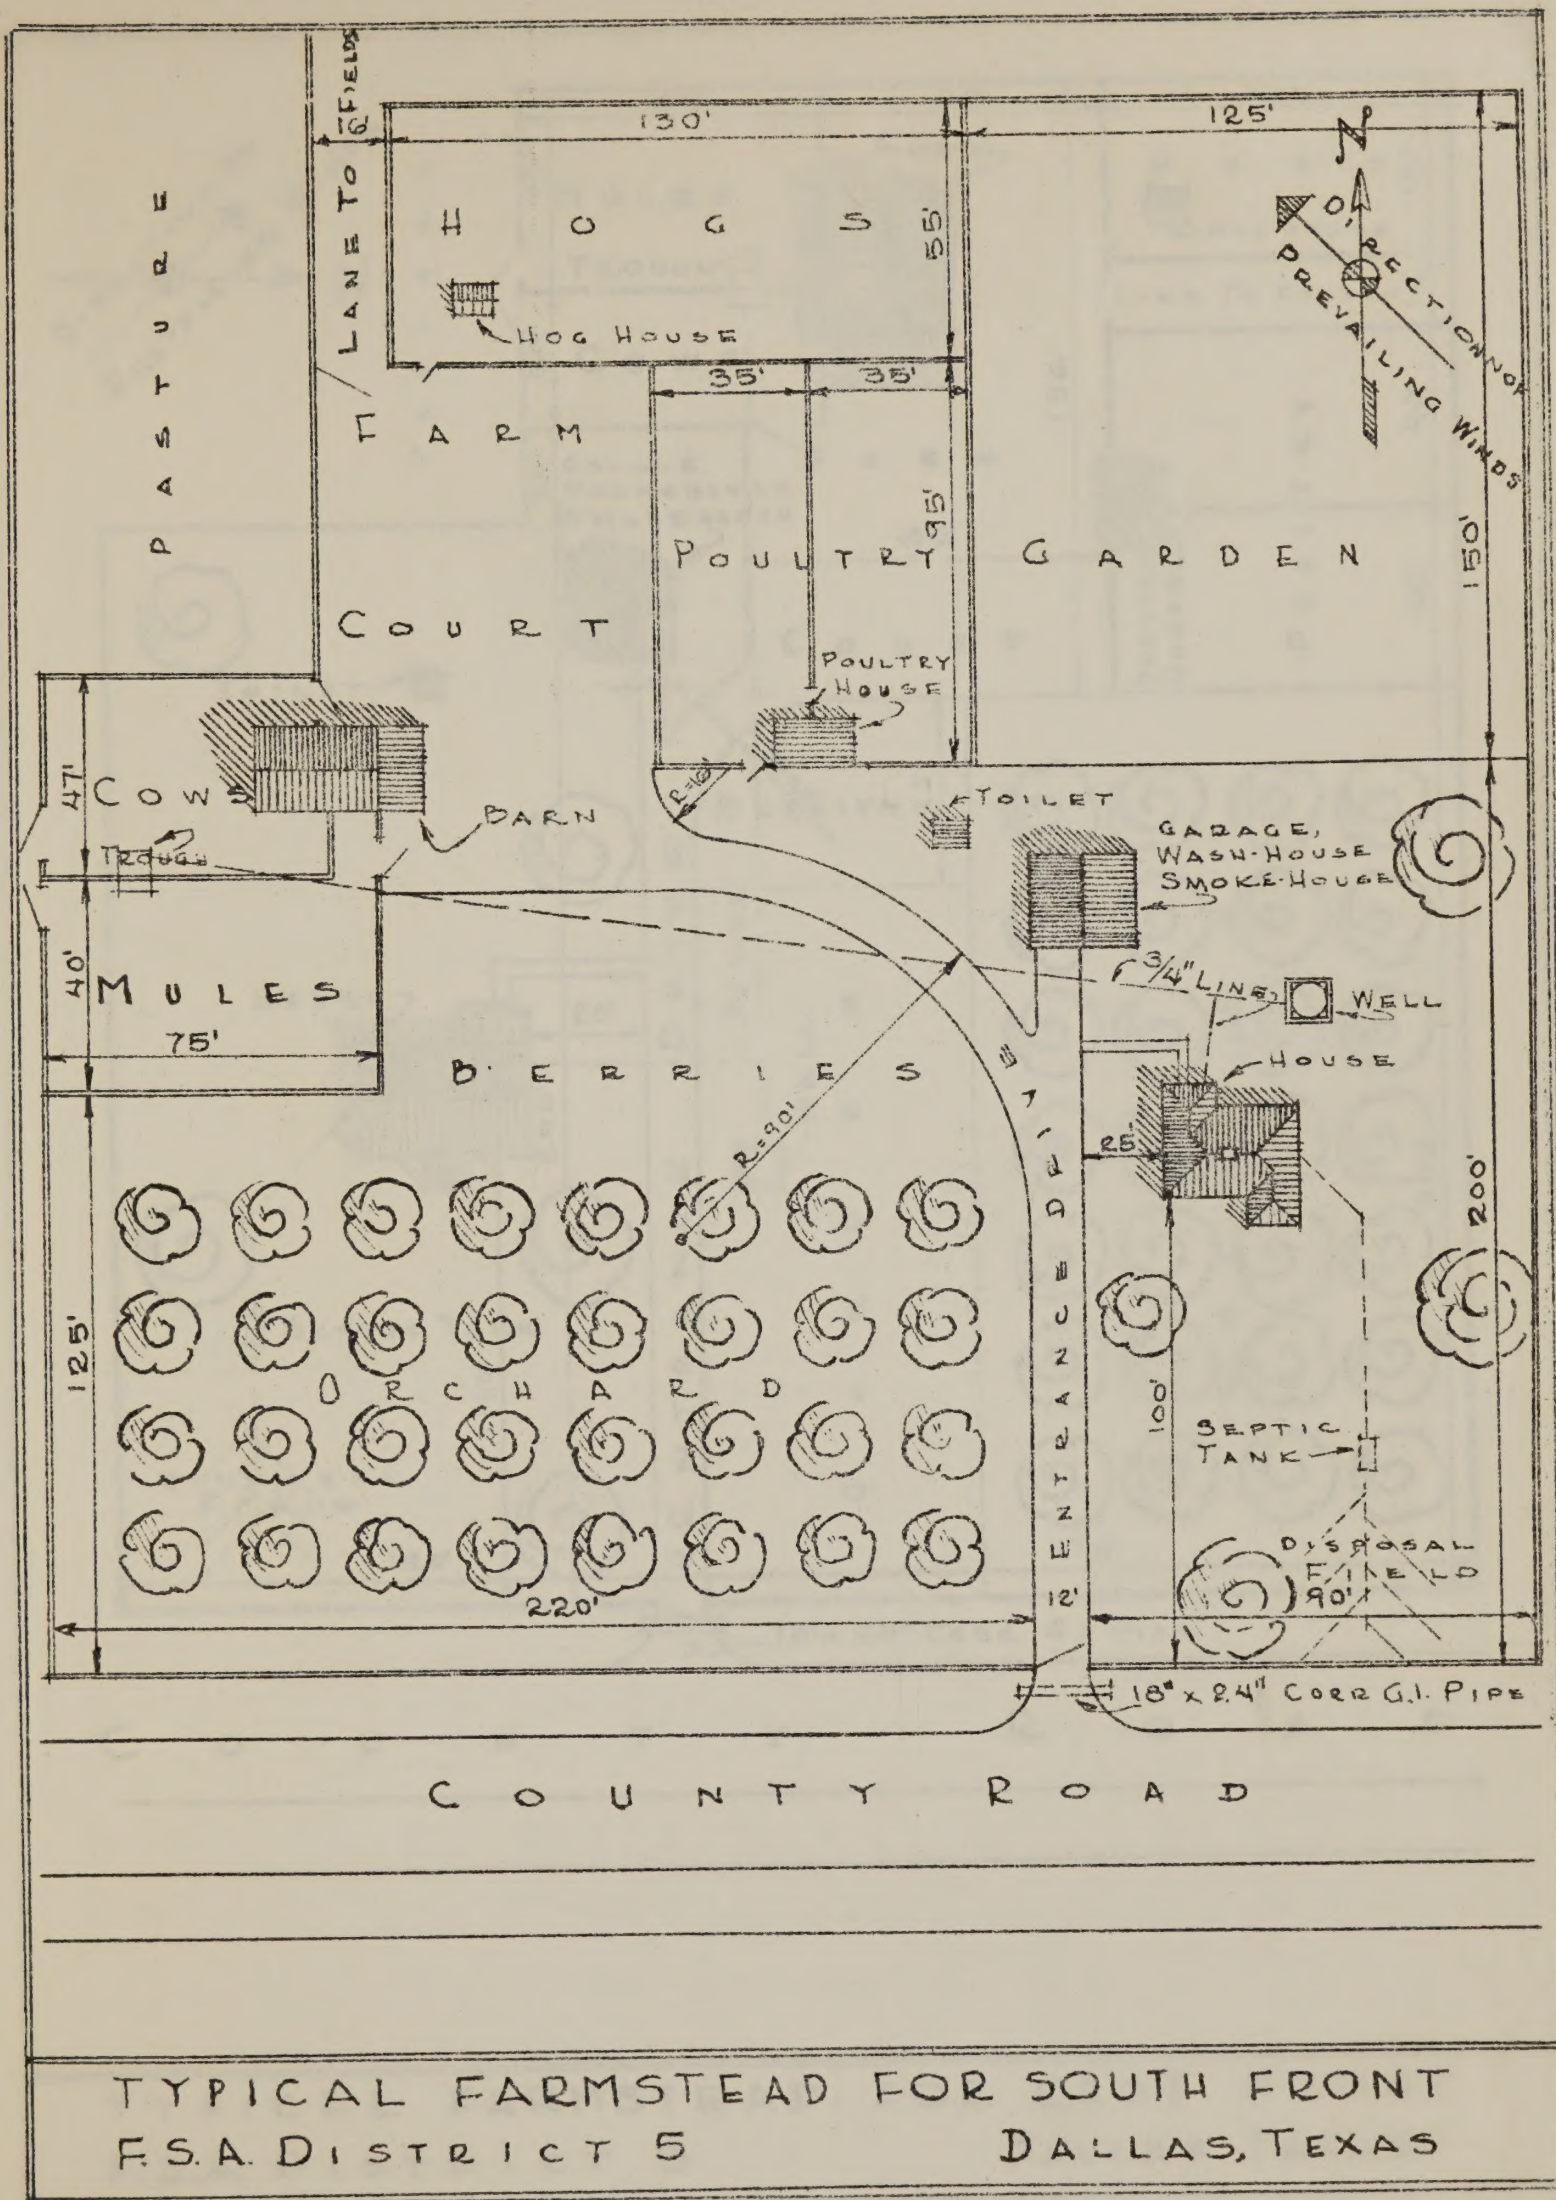 LANE TO FIELDS
16'
130'
125'
N
DIRECTION OF
PREVAILING WINDS
PASTURE
HOGS
55'
HOG HOUSE
35'
35'
FARM
COURT
95'
POULTRY
GARDEN
150'
POULTRY
HOUSE
47'
COWS
TROUGH
BARN
TOILET
GARAGE,
WASH-HOUSE
SMOKE-HOUSE
40'
MULES
75'
3/4" LINE
WELL
HOUSE
BERRIES
R=90'
25'
200'
ENTRANCE DRIVE
125'
ORCHARD
100'
SEPTIC
TANK
DISPOSAL
FIELD
220'
12'
90'
18" x 24" CORR G.I. PIPE
COUNTY ROAD
TYPICAL FARMSTEAD FOR SOUTH FRONT
F.S.A. DISTRICT 5 DALLAS, TEXAS